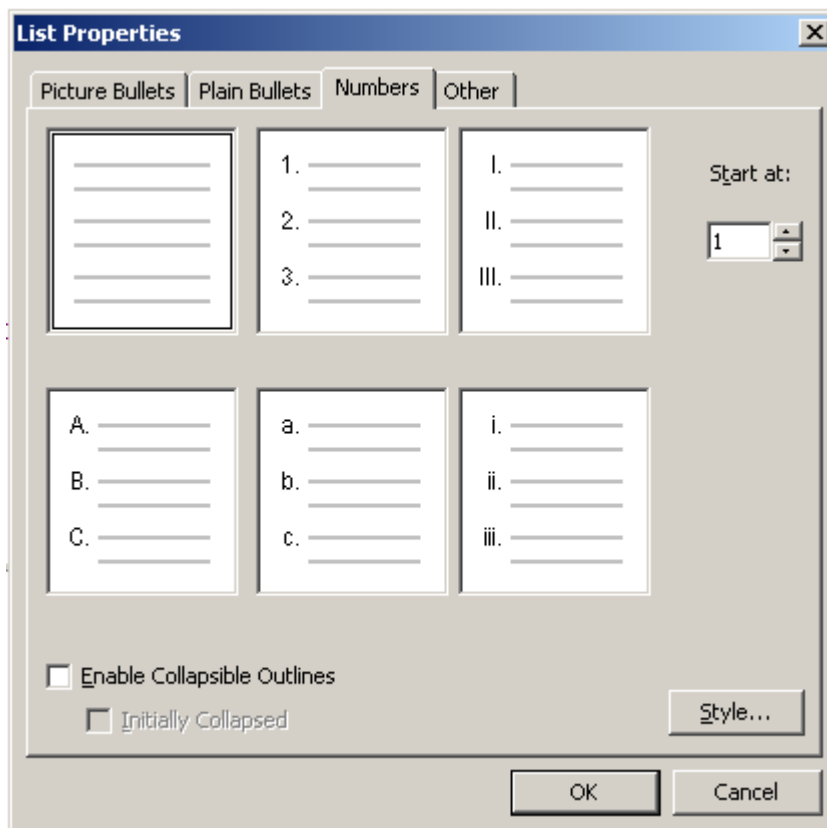 List Properties
Picture Bullets Plain Bullets Numbers Other
1.
2.
3.
I.
II.
III.
Start at:
1
A.
B.
C.
a.
b.
c.
i.
ii.
iii.
Enable Collapsible Outlines
Initially Collapsed
Style...
OK Cancel